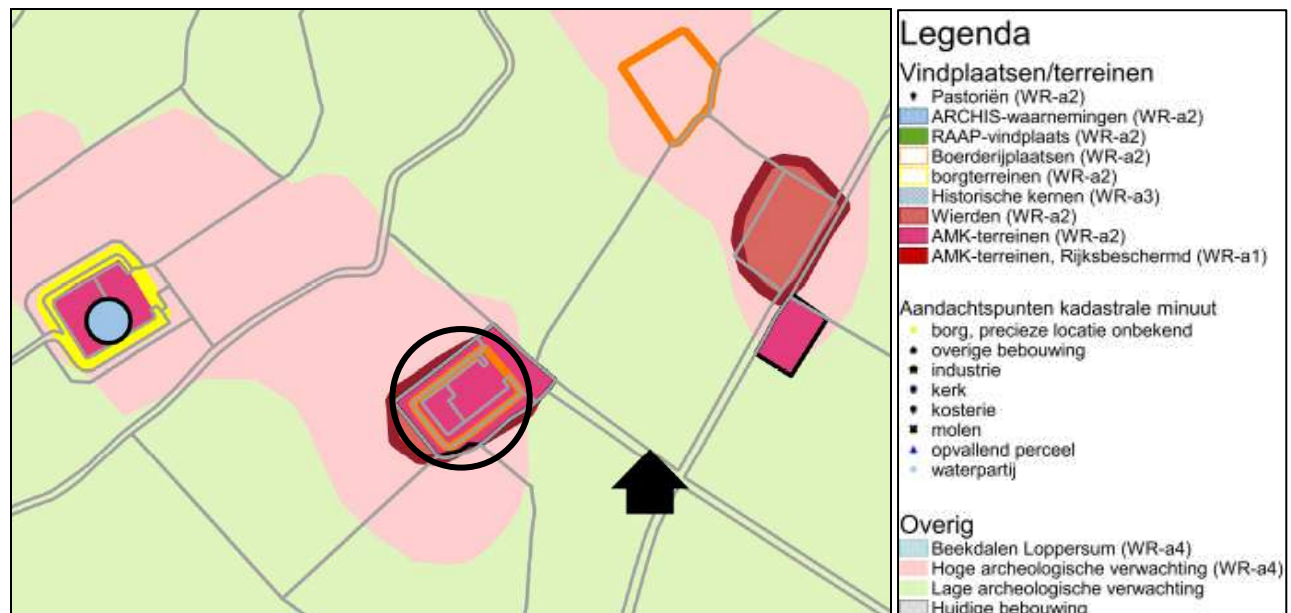 Legenda
Vindplaatsen/terreinen
Pastoriën (WR-a2)
ARCHIS-waarnemingen (WR-a2)
RAAP-vindplaats (WR-a2)
Boerderijplaatsen (WR-a2)
borgterreinen (WR-a2)
Historische kernen (WR-a3)
Wierden (WR-a2)
AMK-terreinen (WR-a2)
AMK-terreinen, Rijksbeschermd (WR-a1)
Aandachtspunten kadastrale minuut
borg, precieze locatie onbekend
overige bebouwing
industrie
kerk
kosterie
molen
opvallend perceel
waterpartij
Overig
Beekdalen Loppersum (WR-a4)
Hoge archeologische verwachting (WR-a4)
Lage archeologische verwachting
Huidige bebouwing